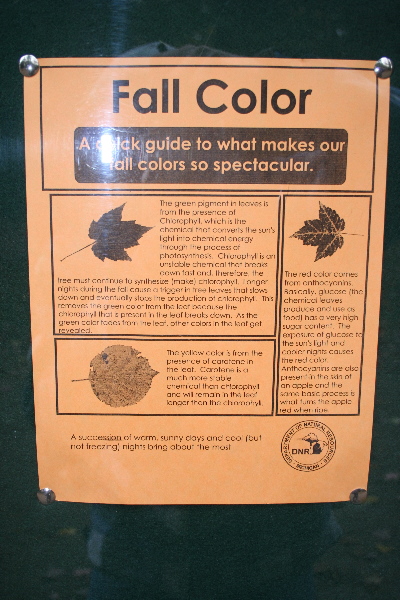 Fall Color
A quick guide to what makes our
fall colors so spectacular.
The green pigment in leaves is
from the presence of
Chlorophyll, which is the
chemical that converts the sun's
light into chemical energy
through the process of
photosynthesis. Chlorophyll is an
unstable chemical that breaks
down fast and, therefore, the
tree must continue to synthesize (make) chlorophyll. Longer
nights during the fall cause a trigger in tree leaves that slows
down and eventually stops the production of chlorophyll. This
removes the green color from the leaf because the
chlorophyll that is present in the leaf breaks down. As the
green color fades from the leaf, other colors in the leaf get
revealed.
The yellow color is from the
presence of carotene in
the leaf. Carotene is a
much more stable
chemical than chlorophyll
and will remain in the leaf
longer than the chlorophyll.
The red color comes
from anthocyanins.
Basically, glucose (the
chemical leaves
produce and use as
food) has a very high
sugar content. The
exposure of glucose to
the sun's light and
cooler nights causes
the red color.
Anthocyanins are also
present in the skin of
an apple and the
same basic process is
what turns the apple
red when ripe.
A succession of warm, sunny days and cool (but
not freezing) nights bring about the most
DEPARTMENT OF NATURAL RESOURCES
DNR
MICHIGAN